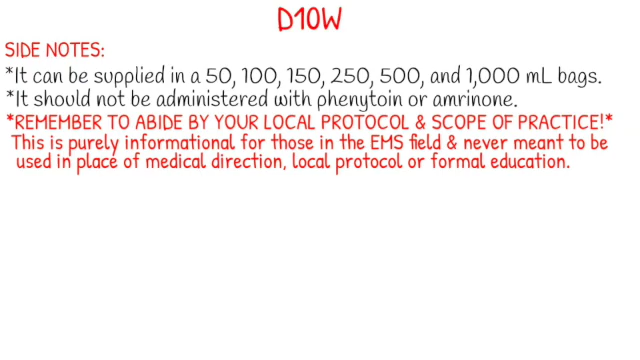 D10W
SIDE NOTES:
*It can be supplied in a 50, 100, 150, 250, 500, and 1,000 mL bags.
*It should not be administered with phenytoin or amrinone.
*REMEMBER TO ABIDE BY YOUR LOCAL PROTOCOL & SCOPE OF PRACTICE!*
This is purely informational for those in the EMS field & never meant to be
used in place of medical direction, local protocol or formal education.